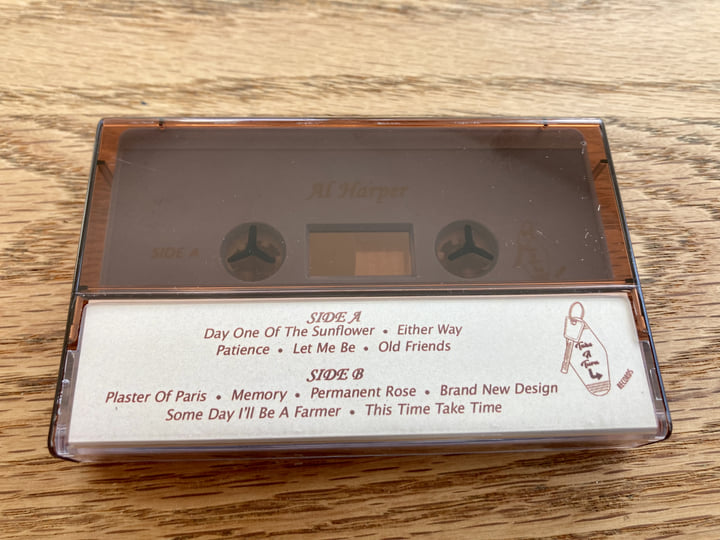 Al Harper
SIDE A
SIDE A
Day One Of The Sunflower • Either Way
Patience • Let Me Be • Old Friends
SIDE B
Plaster Of Paris • Memory • Permanent Rose • Brand New Design
Some Day I'll Be A Farmer • This Time Take Time
RECORDS